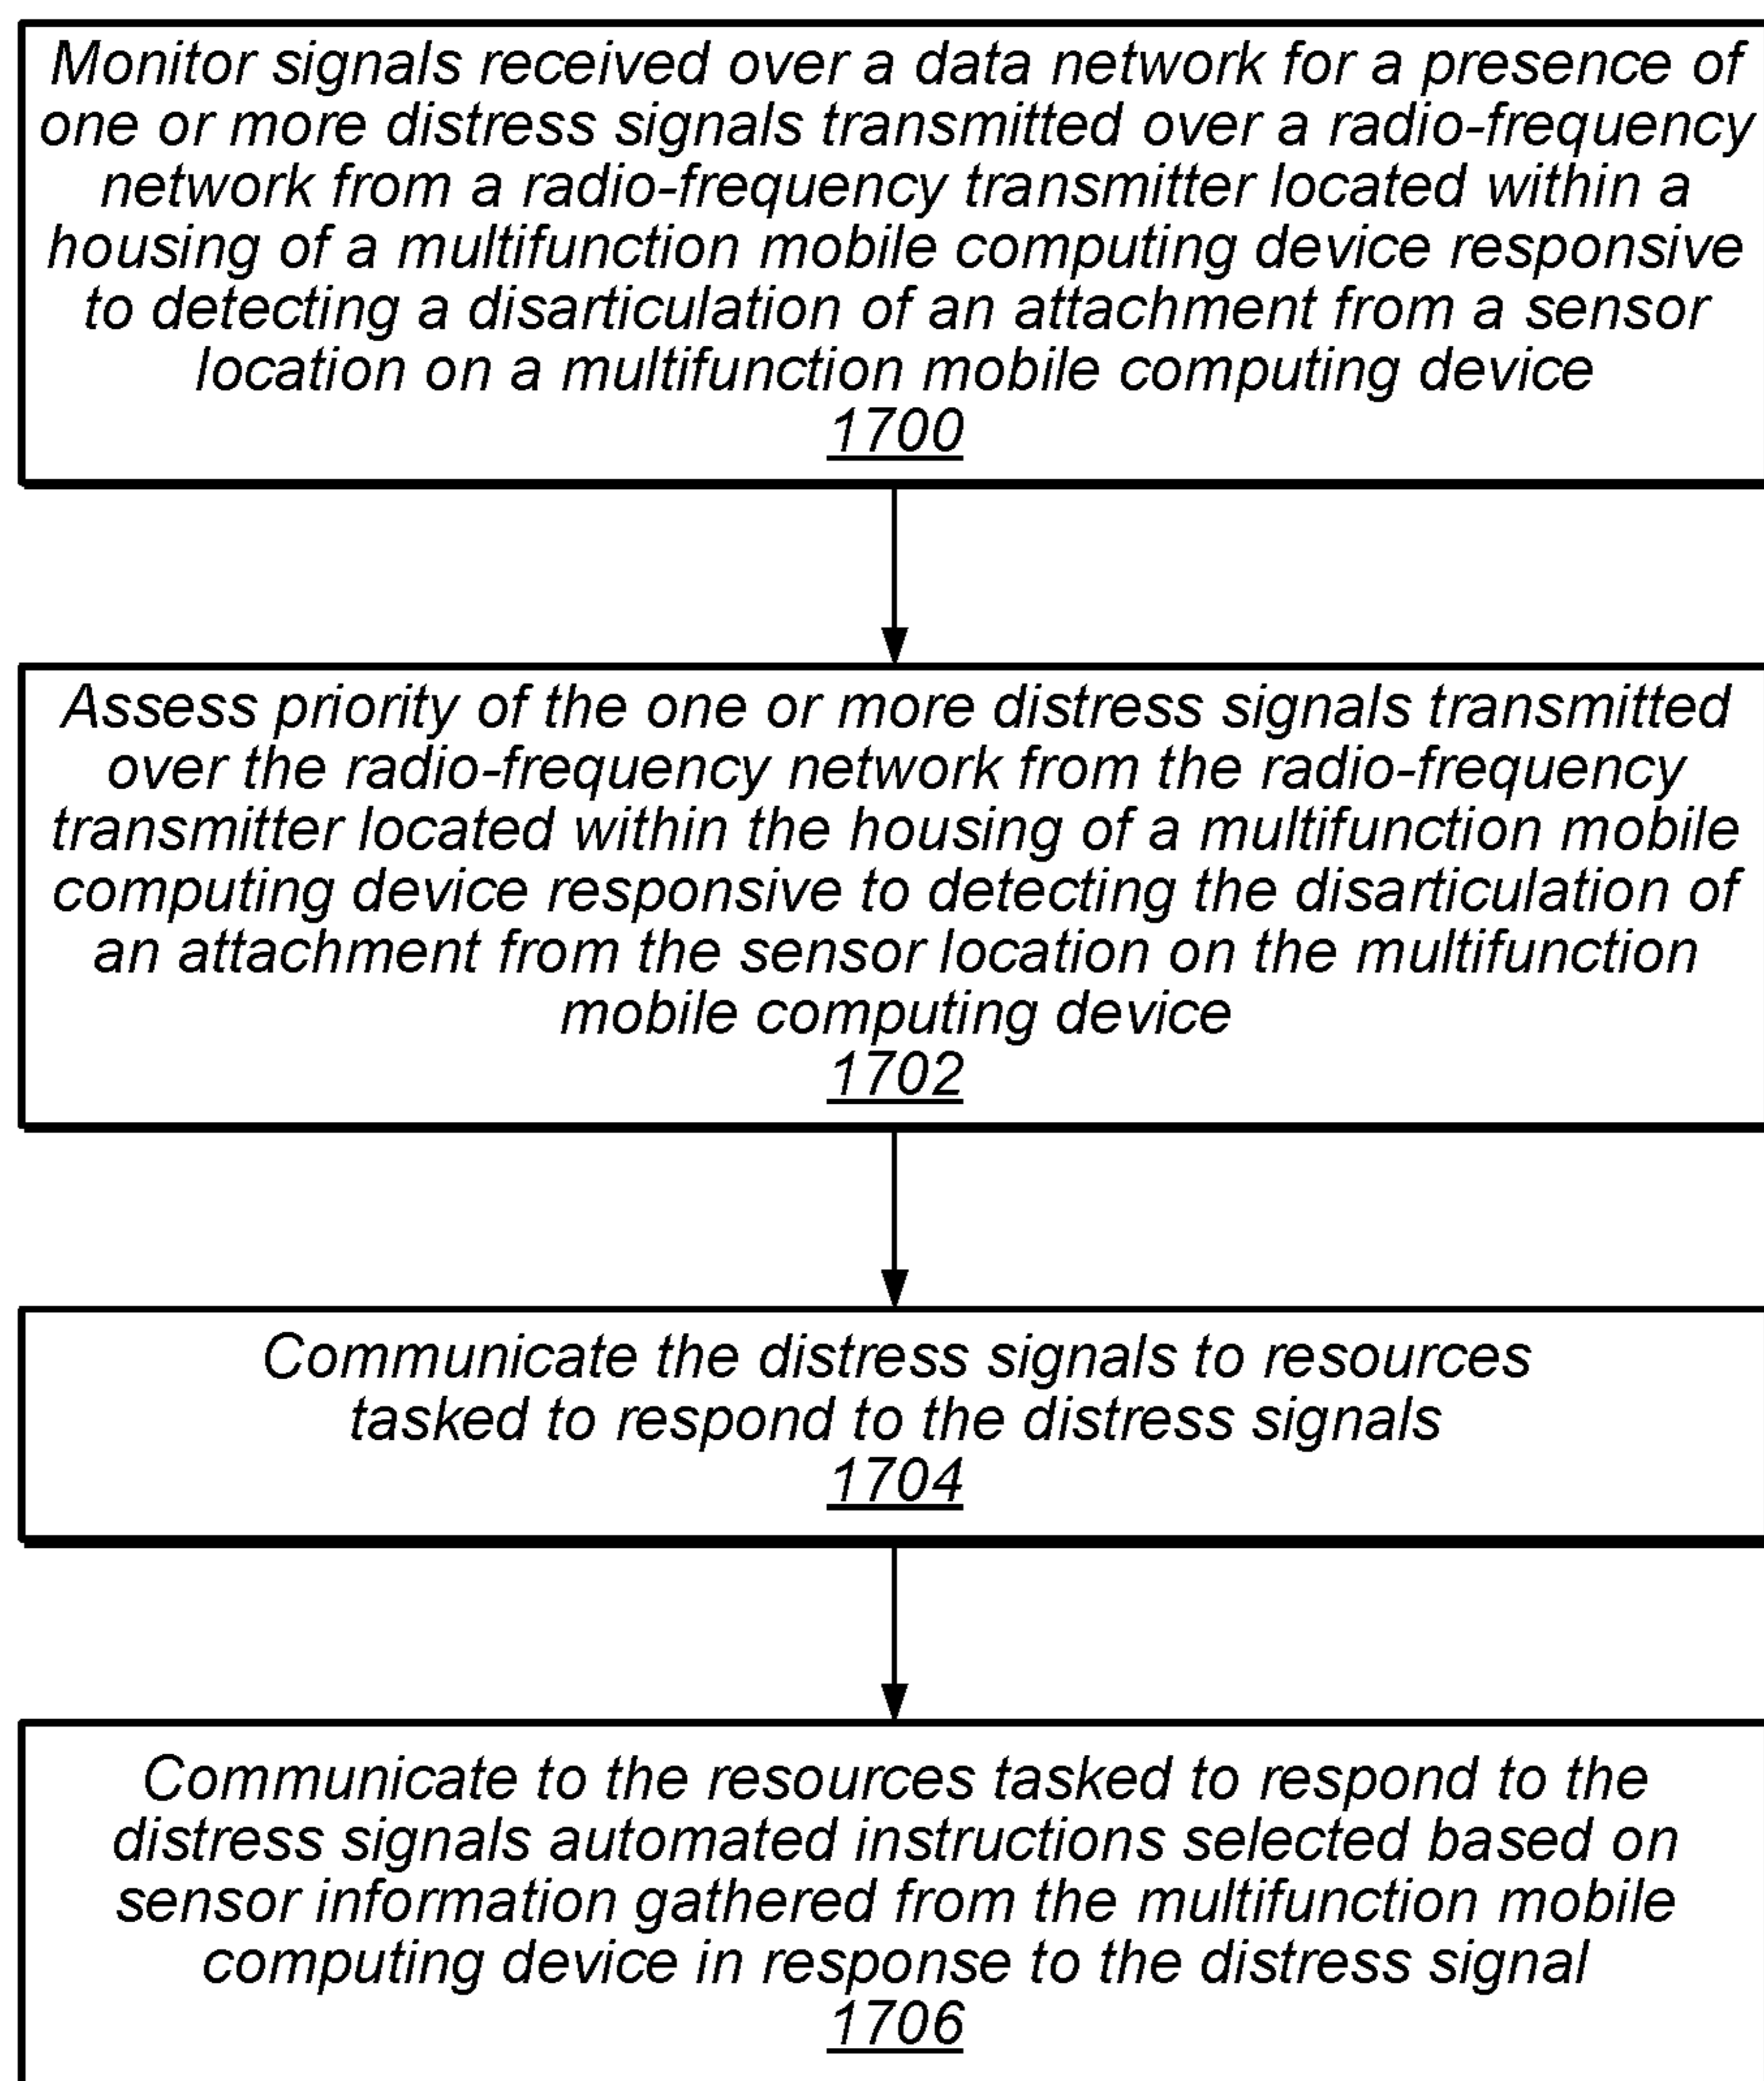 Monitor signals received over a data network for a presence of
one or more distress signals transmitted over a radio-frequency
network from a radio-frequency transmitter located within a
housing of a multifunction mobile computing device responsive
to detecting a disarticulation of an attachment from a sensor
location on a multifunction mobile computing device
1700
Assess priority of the one or more distress signals transmitted
over the radio-frequency network from the radio-frequency
transmitter located within the housing of a multifunction mobile
computing device responsive to detecting the disarticulation of
an attachment from the sensor location on the multifunction
mobile computing device
1702
Communicate the distress signals to resources
tasked to respond to the distress signals
1704
Communicate to the resources tasked to respond to the
distress signals automated instructions selected based on
sensor information gathered from the multifunction mobile
computing device in response to the distress signal
1706